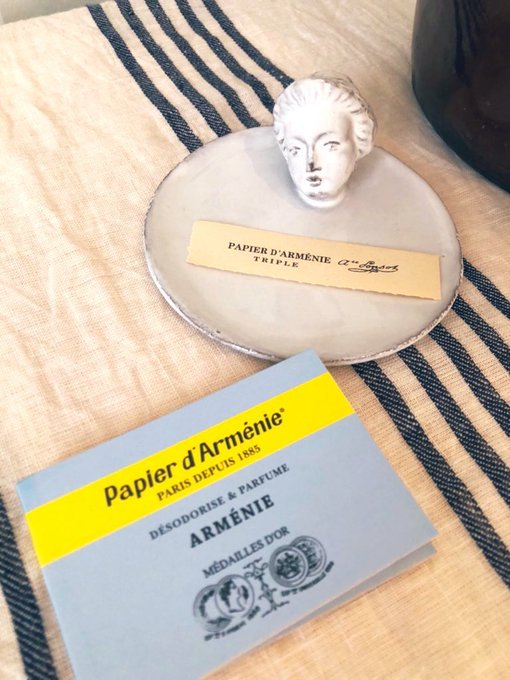 PAPIER D'ARMÉNIE
TRIPLE
Papier d'Arménie®
PARIS DEPUIS 1885
DÉSODORISE & PARFUME
ARMÉNIE
MÉDAILLES D'OR